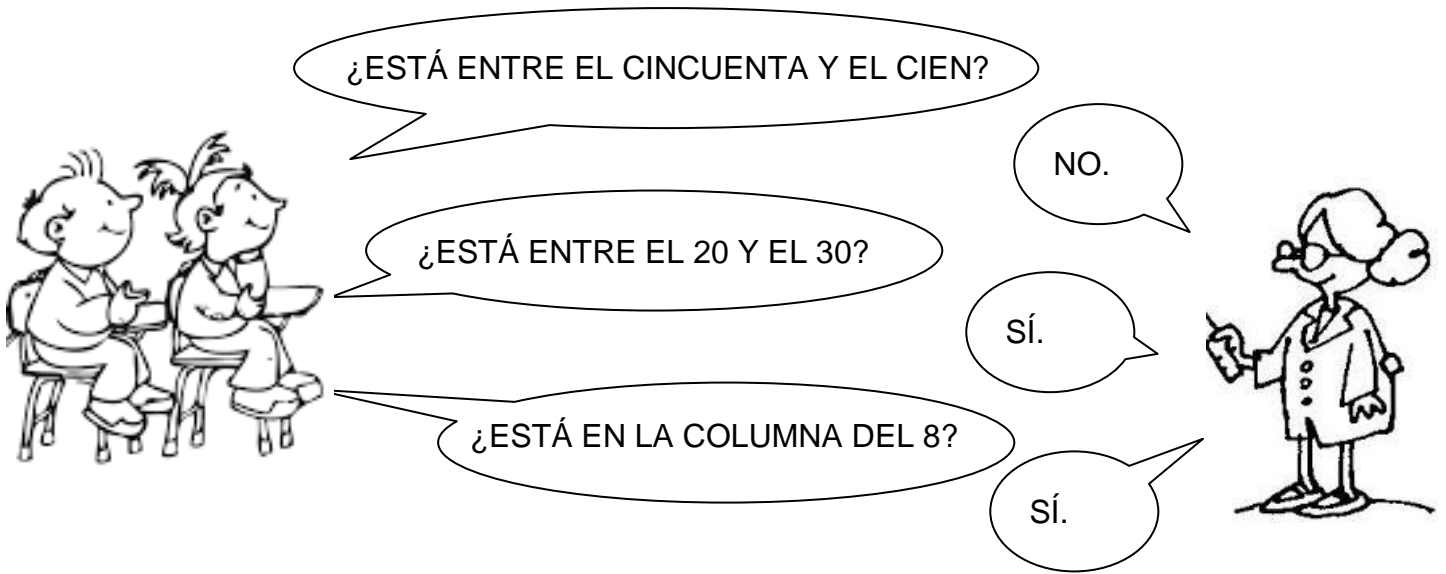 ¿ESTÁ ENTRE EL CINCUENTA Y EL CIEN?
NO.
¿ESTÁ ENTRE EL 20 Y EL 30?
SÍ.
¿ESTÁ EN LA COLUMNA DEL 8?
SÍ.